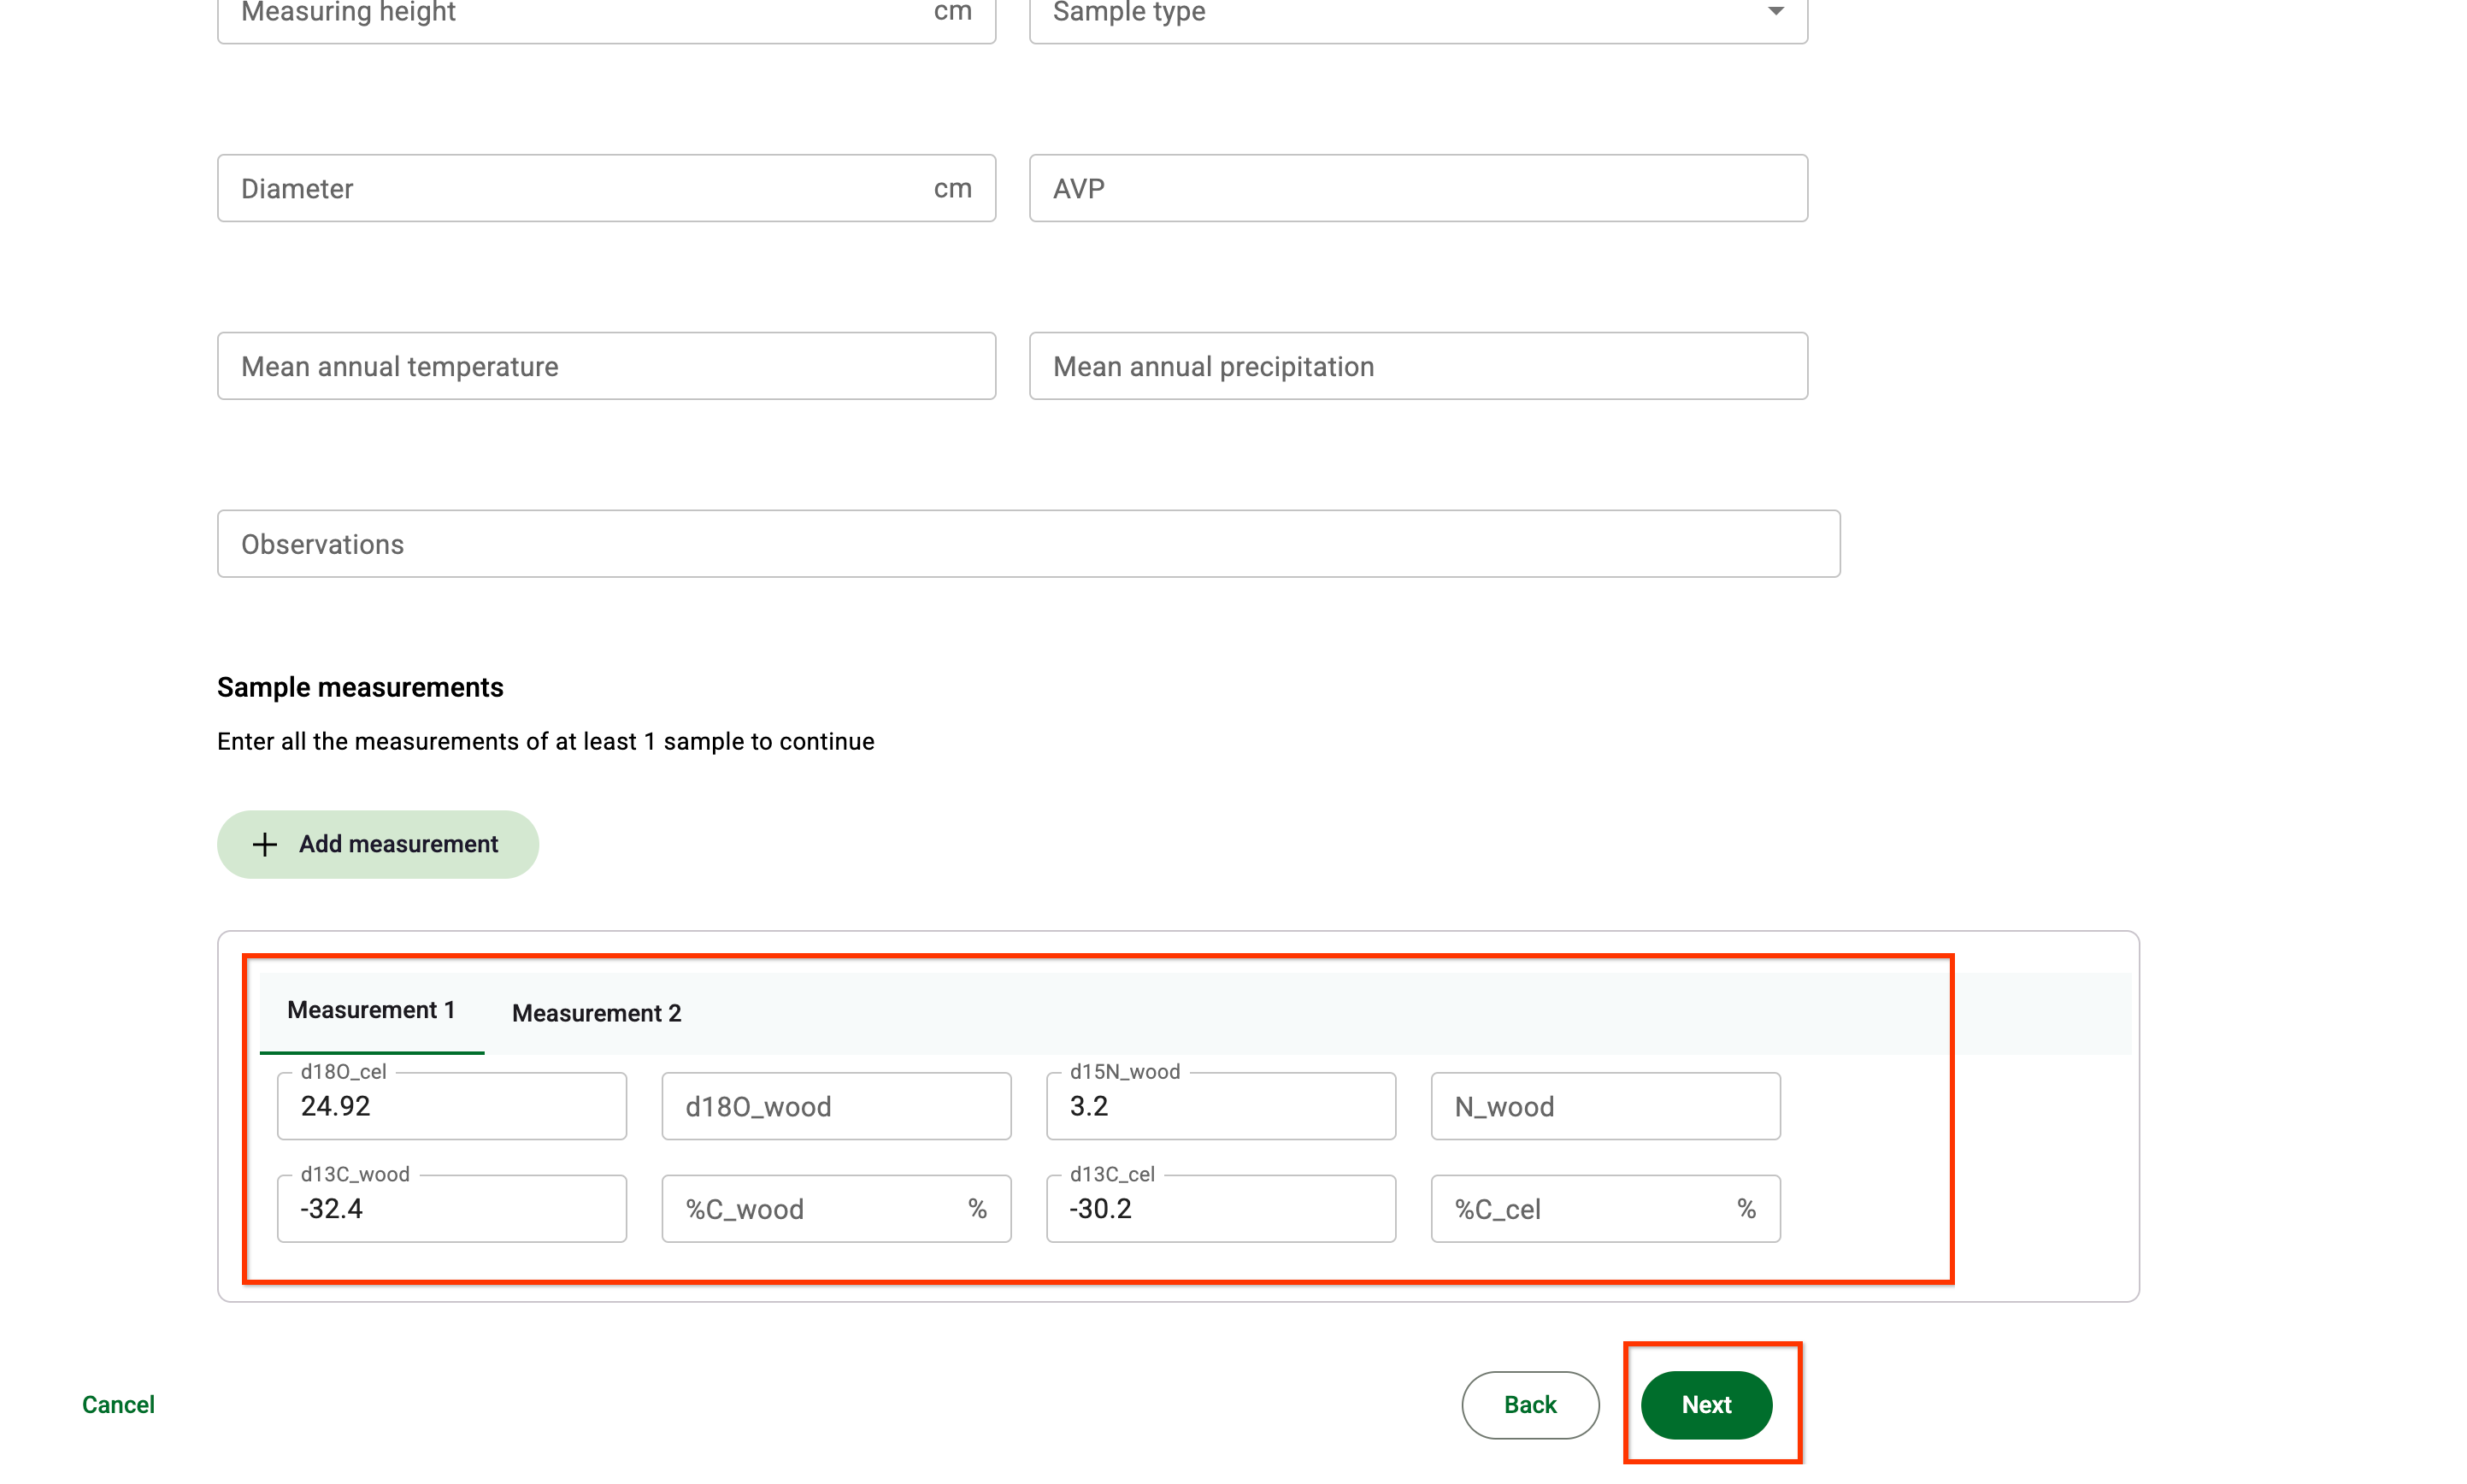 Measuring height cm Sample type
Diameter cm AVP
Mean annual temperature Mean annual precipitation
Observations
Sample measurements
Enter all the measurements of at least 1 sample to continue
+ Add measurement
Measurement 1 Measurement 2
d18O_cel d15N_wood
24.92 d18O_wood 3.2 N_wood
d13C_wood d13C_cel
-32.4 %C_wood % -30.2 %C_cel %
Cancel Back Next